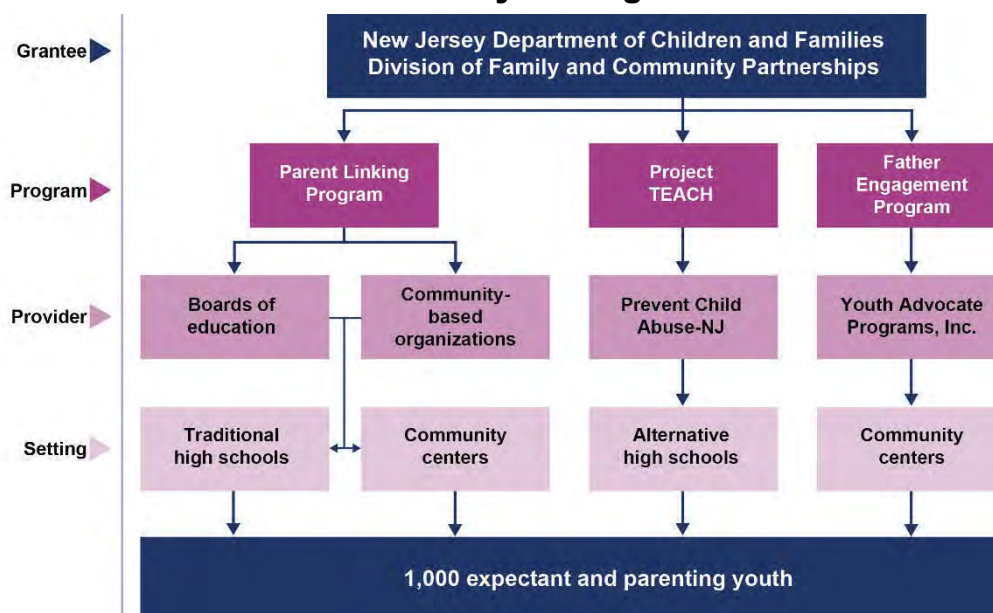 Grantee
New Jersey Department of Children and Families
Division of Family and Community Partnerships
Program
Parent Linking
Program
Project
TEACH
Father
Engagement
Program
Provider
Boards of
education
Community-
based
organizations
Prevent Child
Abuse-NJ
Youth Advocate
Programs, Inc.
Setting
Traditional
high schools
Community
centers
Alternative
high schools
Community
centers
1,000 expectant and parenting youth